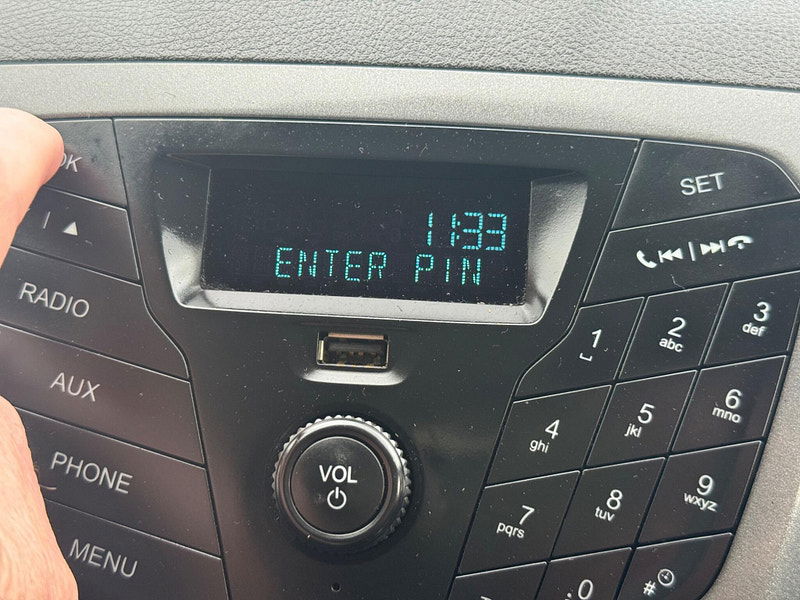 11:33
ENTER PIN
OK
SET
RADIO
AUX
PHONE
MENU
VOL
1
2
abc
3
def
4
ghi
5
jkl
6
mno
7
pqrs
8
tuv
9
wxyz
0
#